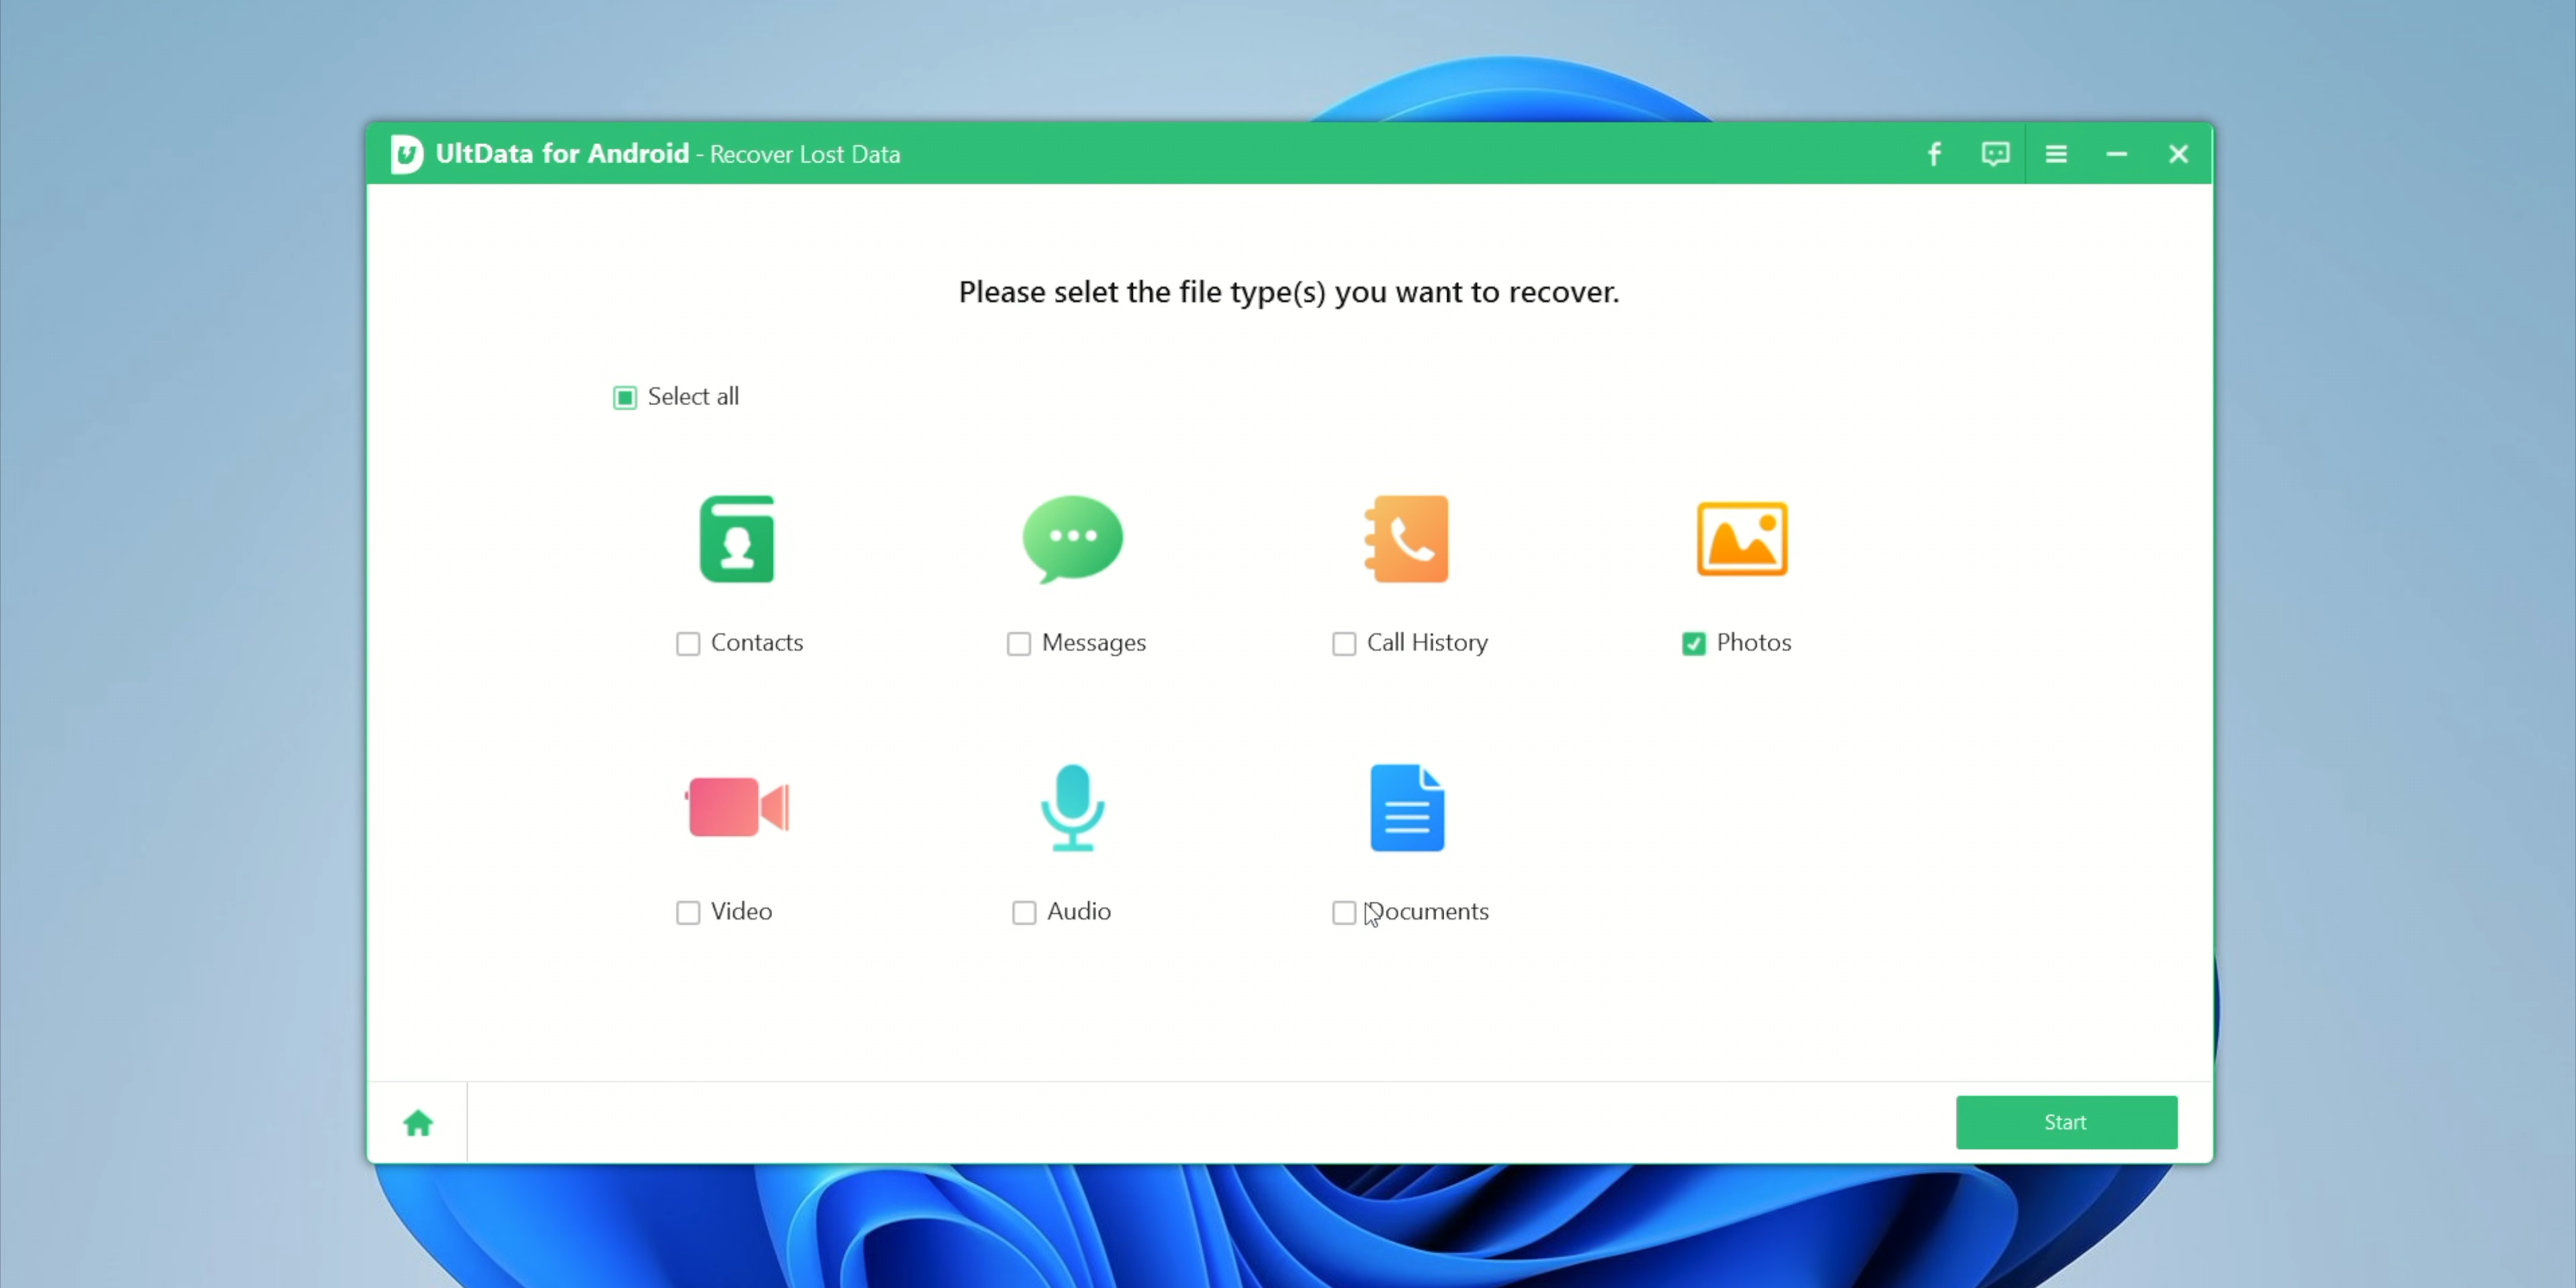 UltData for Android - Recover Lost Data
Please selet the file type(s) you want to recover.
Select all
Contacts
Messages
Call History
Photos
Video
Audio
Documents
Start